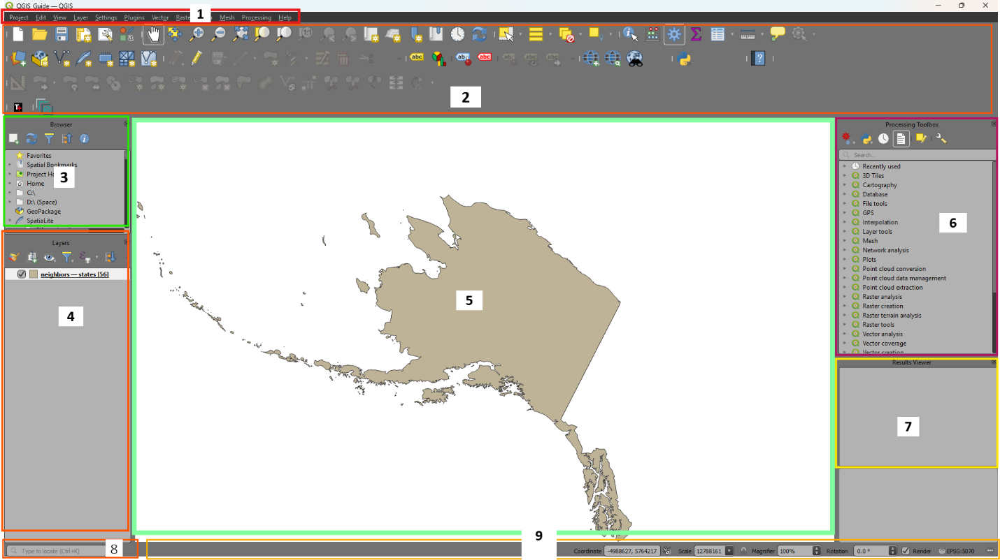 QGIS Guide — QGIS
1
Project Edit View Layer Settings Plugins Vector Mesh Processing Help
1:1
abc abc abc
2
T
Browser
Favorites
Spatial Bookmarks
Project
Home
C:\
D:\ (Space)
GeoPackage
SpatiaLite
3
Layers
neighbors — states [56]
4
5
Processing Toolbox
Search...
Recently used
3D Tiles
Cartography
Database
File tools
GPS
Interpolation
Layer tools
Mesh
Network analysis
Plots
Point cloud conversion
Point cloud data management
Point cloud extraction
Raster analysis
Raster creation
Raster terrain analysis
Raster tools
Vector analysis
Vector coverage
Vector creation
6
Results Viewer
7
Type to locate (Ctrl+K)
8
9
Coordinate -4988627, 5764217 Scale 12788161 Magnifier 100% Rotation 0.0 ° Render EPSG:5070